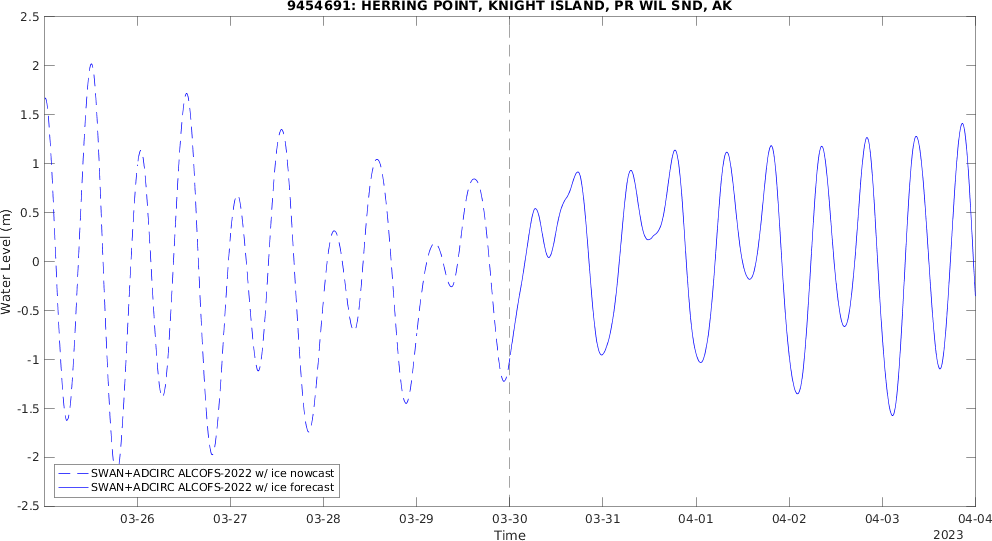 9454691: HERRING POINT, KNIGHT ISLAND, PR WIL SND, AK
2.5
2
1.5
1
0.5
0
-0.5
-1
-1.5
-2
-2.5
Water Level (m)
SWAN+ADCIRC ALCOFS-2022 w/ ice nowcast
SWAN+ADCIRC ALCOFS-2022 w/ ice forecast
03-26 03-27 03-28 03-29 03-30 03-31 04-01 04-02 04-03 04-04
Time
2023